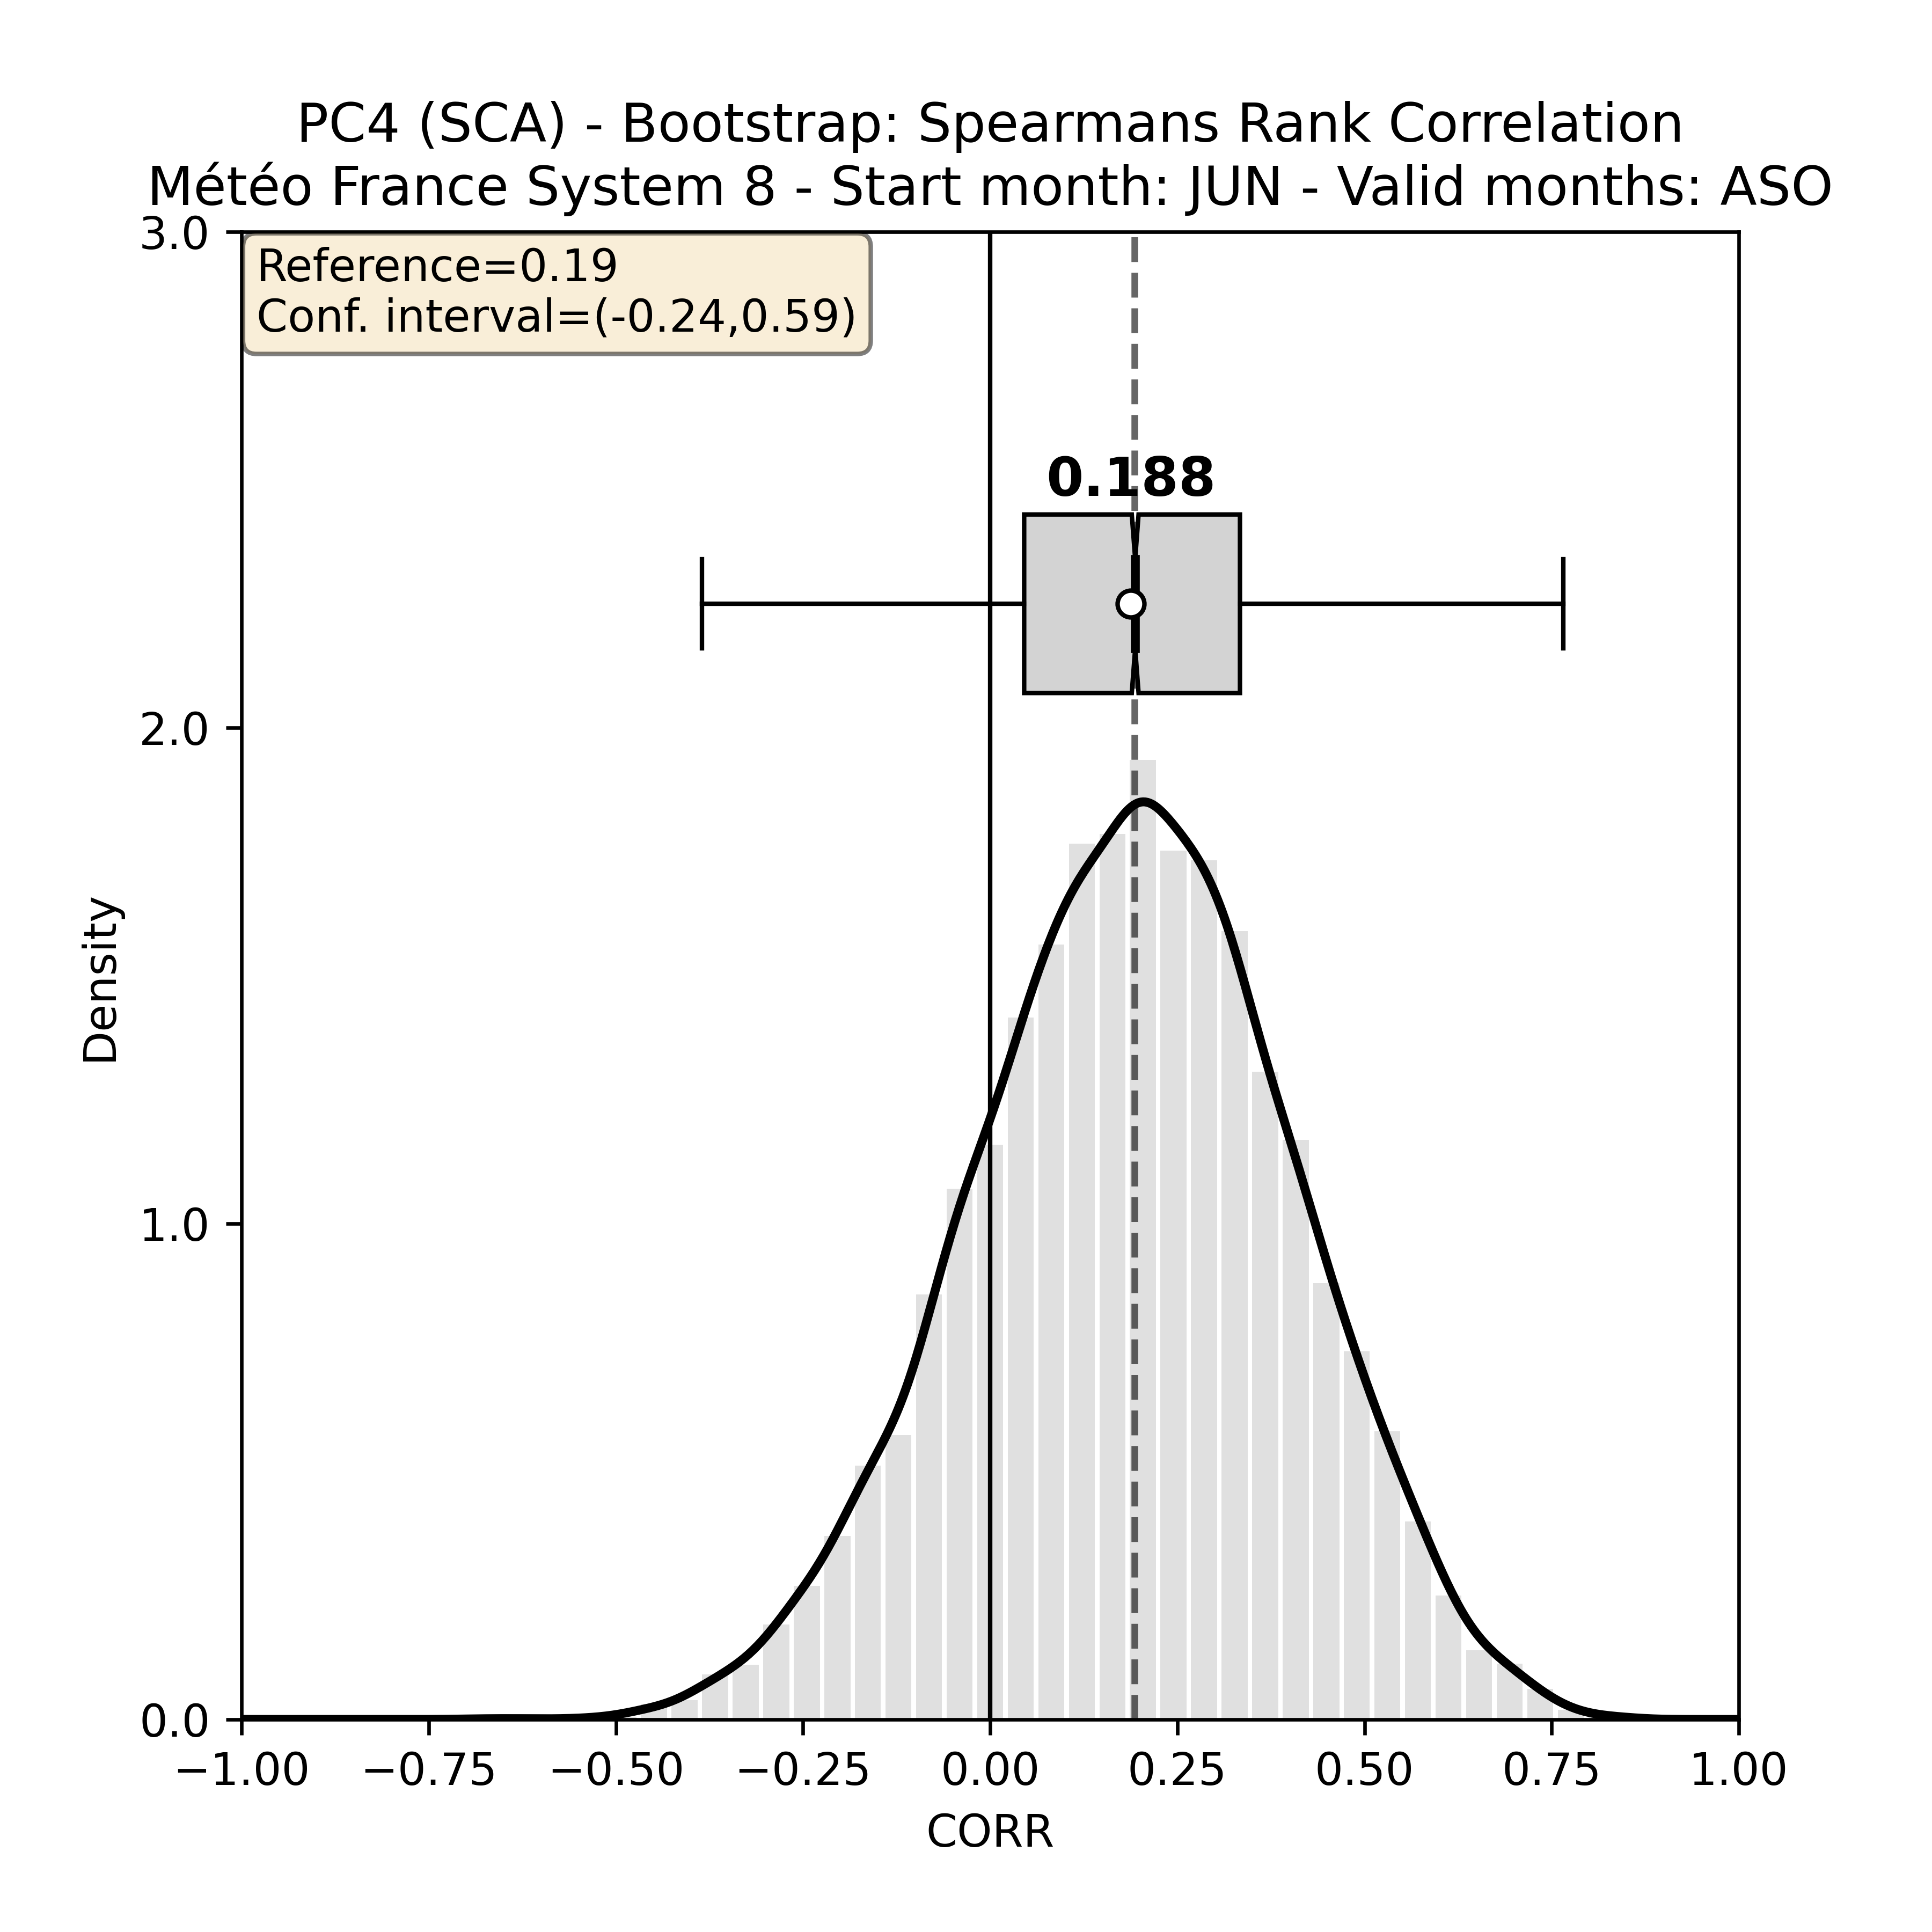 PC4 (SCA) - Bootstrap: Spearmans Rank Correlation
Météo France System 8 - Start month: JUN - Valid months: ASO
Reference=0.19
Conf. interval=(-0.24,0.59)
0.188
3.0
2.0
1.0
0.0
Density
−1.00 −0.75 −0.50 −0.25 0.00 0.25 0.50 0.75 1.00
CORR